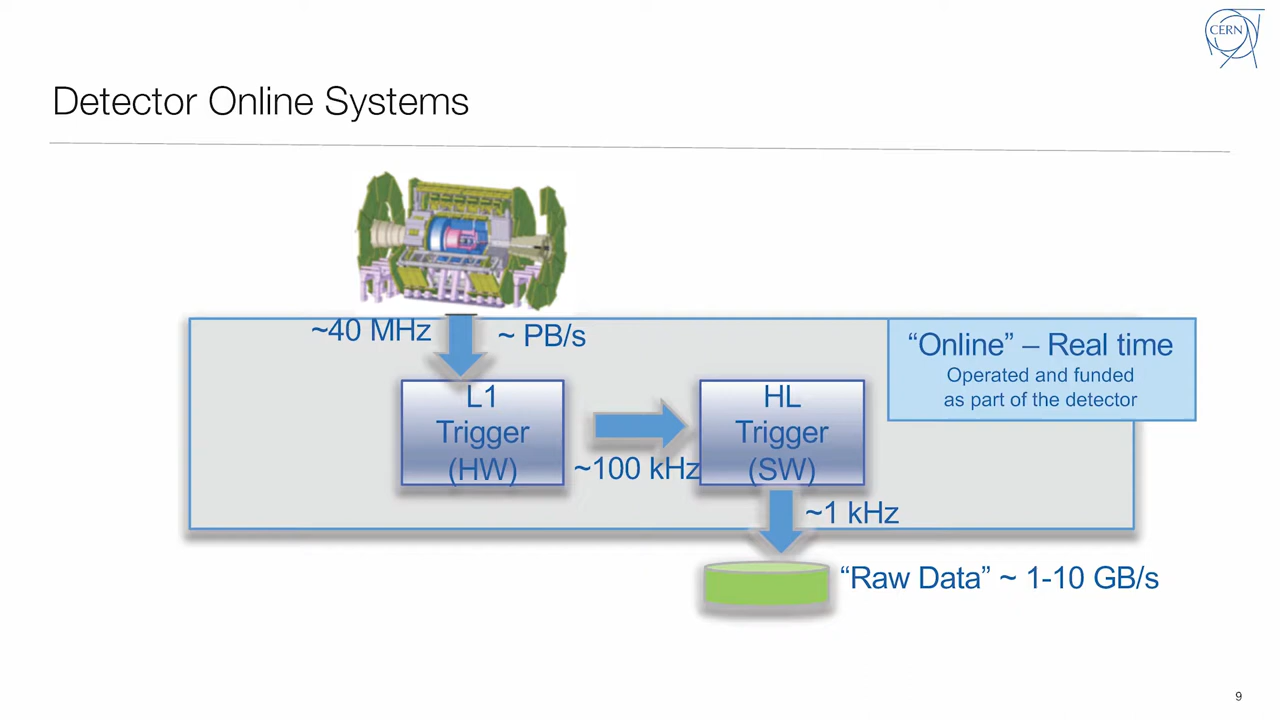 CERN
Detector Online Systems
~40 MHz
~ PB/s
“Online” – Real time
Operated and funded
as part of the detector
L1
Trigger
(HW)
~100 kHz
HL
Trigger
(SW)
~1 kHz
“Raw Data” ~ 1-10 GB/s
9